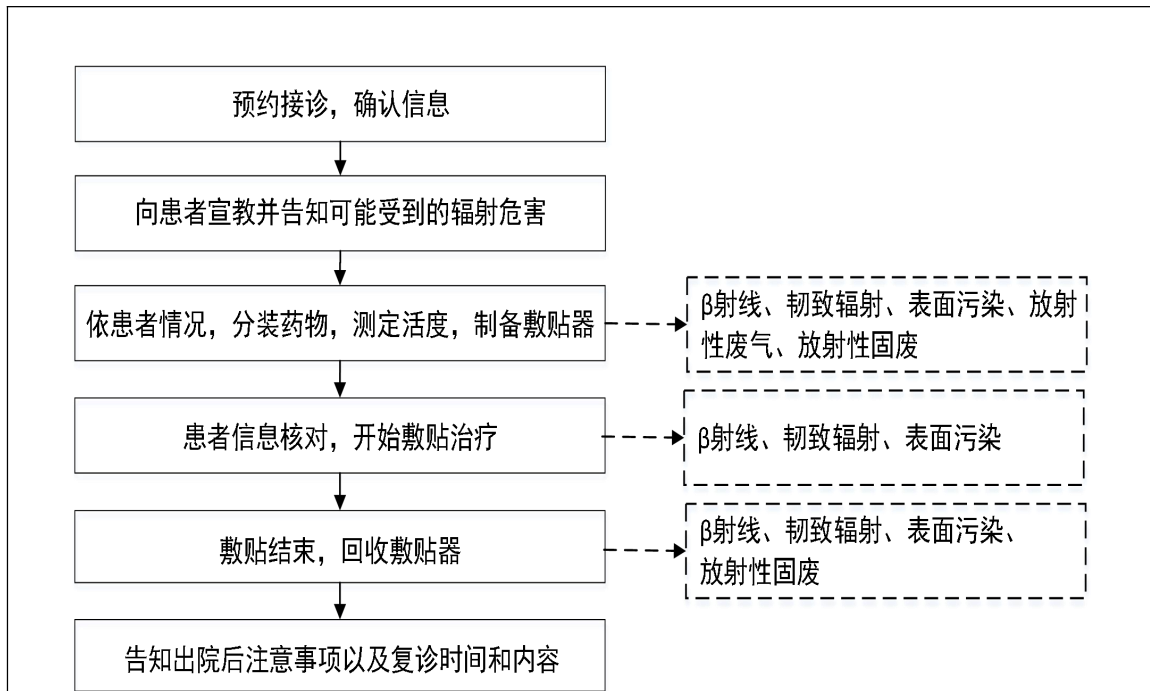 预约接诊，确认信息
向患者宣教并告知可能受到的辐射危害
依患者情况，分装药物，测定活度，制备敷贴器
β射线、韧致辐射、表面污染、放射
性废气、放射性固废
患者信息核对，开始敷贴治疗
β射线、韧致辐射、表面污染
敷贴结束，回收敷贴器
β射线、韧致辐射、表面污染、
放射性固废
告知出院后注意事项以及复诊时间和内容